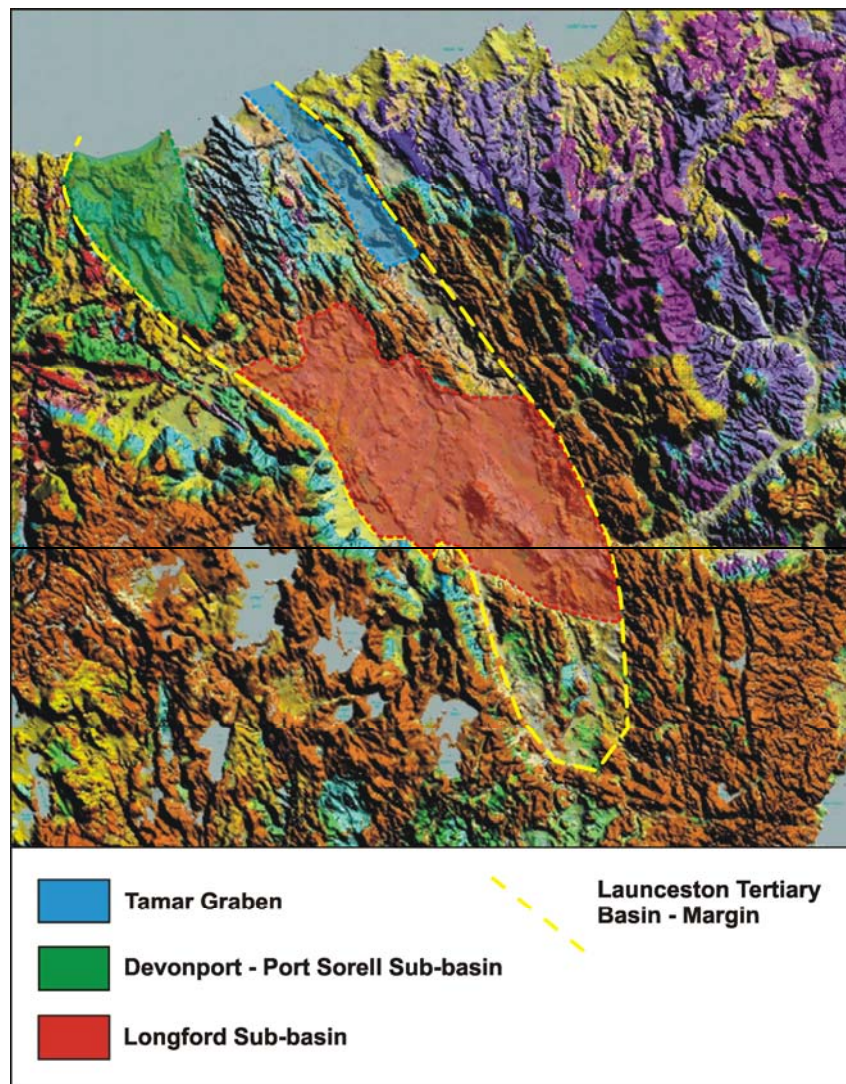 Tamar Graben
Devonport - Port Sorell Sub-basin
Longford Sub-basin
Launceston Tertiary
Basin - Margin